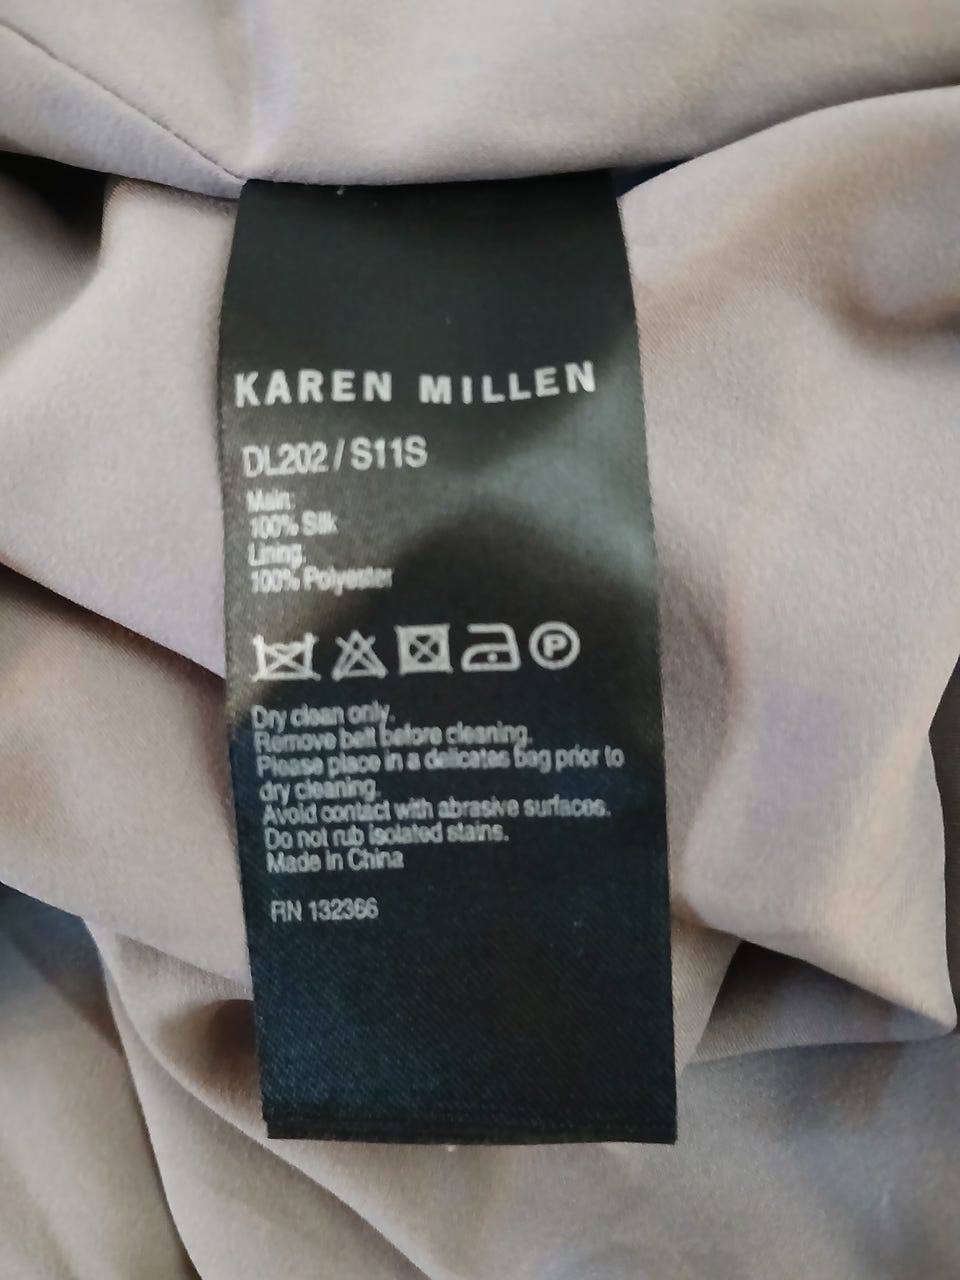 KAREN MILLEN
DL202 / S11S
Main:
100% Silk
Lining:
100% Polyester
P
Dry clean only.
Remove belt before cleaning.
Please place in a delicates bag prior to
dry cleaning.
Avoid contact with abrasive surfaces.
Do not rub isolated stains.
Made in China
RN 132366